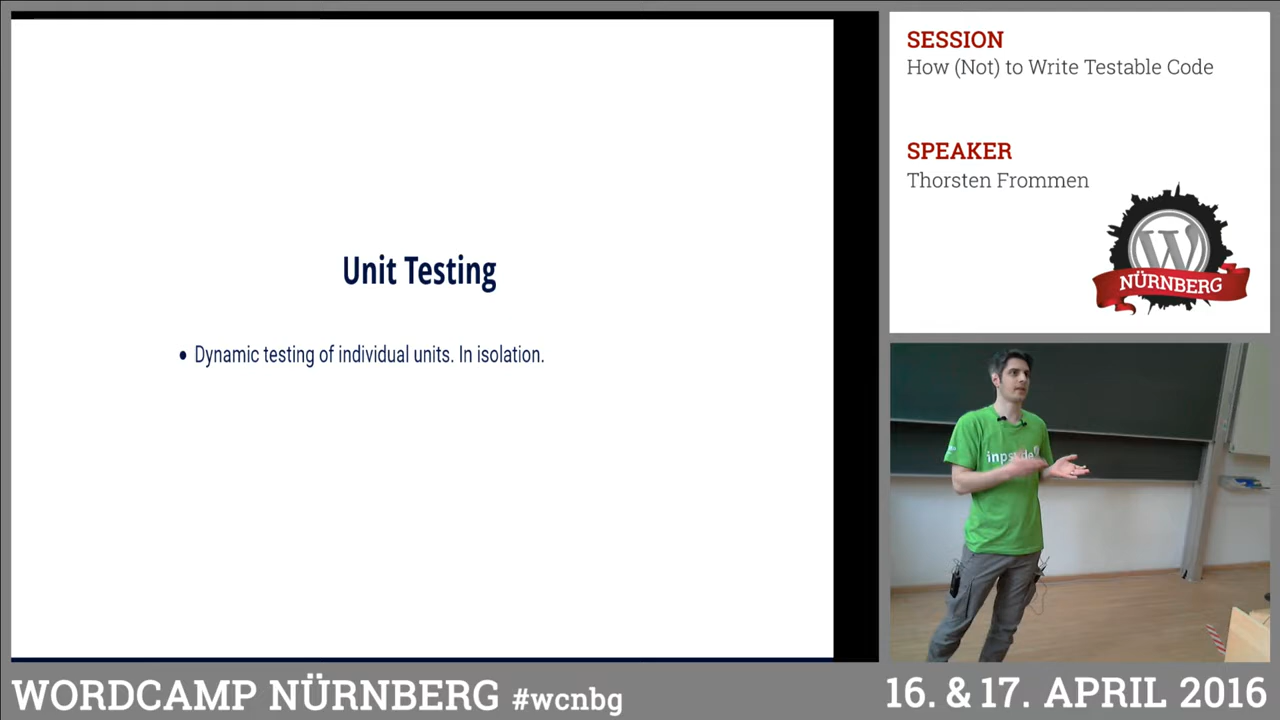 Unit Testing
• Dynamic testing of individual units. In isolation.
SESSION
How (Not) to Write Testable Code
SPEAKER
Thorsten Frommen
W
NÜRNBERG
WORDCAMP NÜRNBERG #wcnbg
16. & 17. APRIL 2016